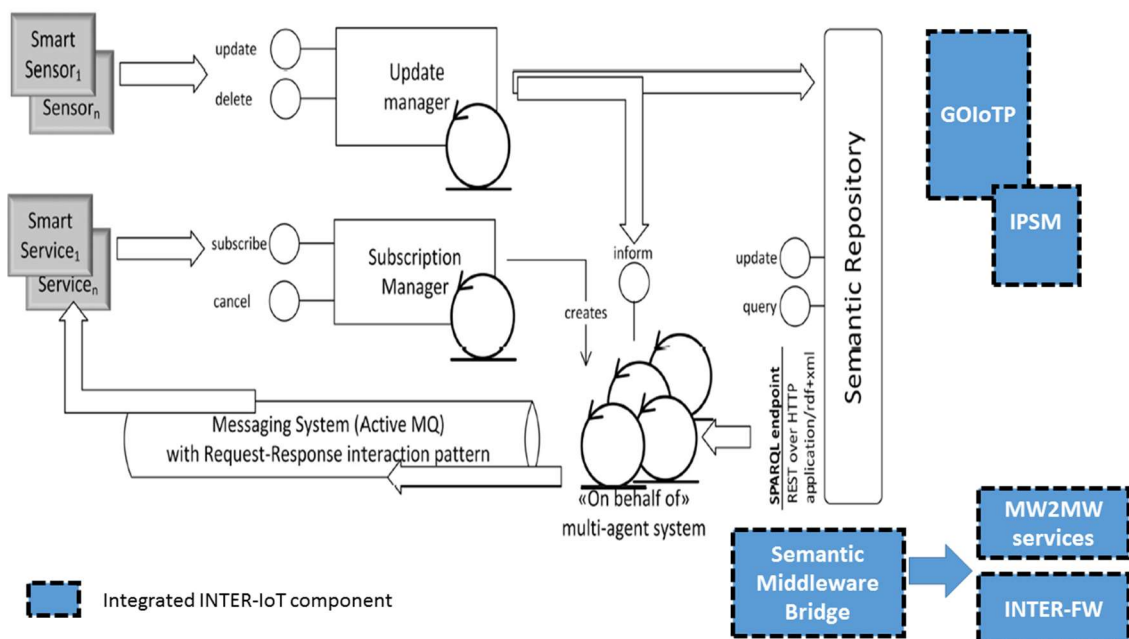 Smart
Sensor1
Sensorn
update
delete
Update
manager
Smart
Service1
Servicen
subscribe
cancel
Subscription
Manager
inform
creates
update
query
SPARQL endpoint
REST over HTTP
application/rdf+xml
Semantic Repository
GOIoTP
IPSM
Messaging System (Active MQ)
with Request-Response interaction pattern
«On behalf of»
multi-agent system
Semantic
Middleware
Bridge
MW2MW
services
INTER-FW
Integrated INTER-IoT component